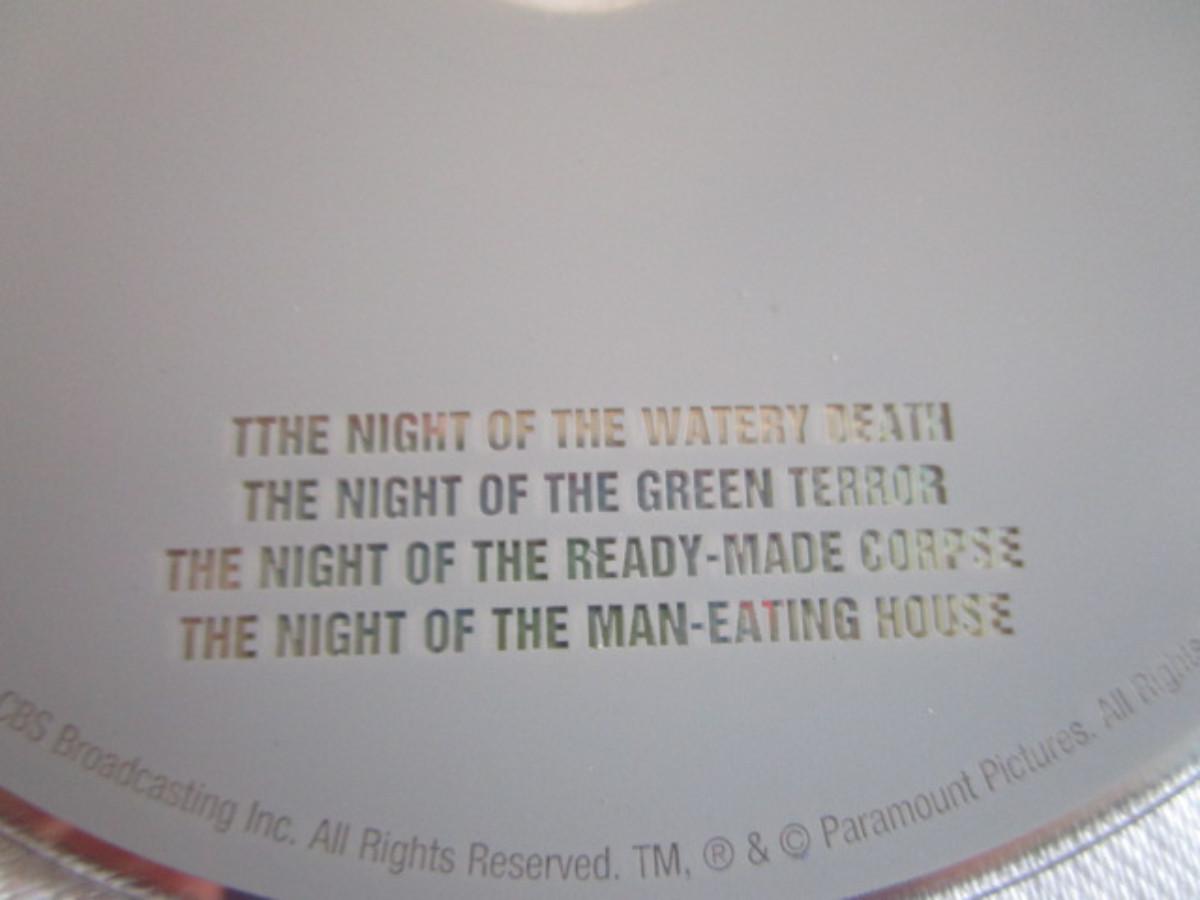 TTHE NIGHT OF THE WATERY DEATH
THE NIGHT OF THE GREEN TERROR
THE NIGHT OF THE READY-MADE CORPSE
THE NIGHT OF THE MAN-EATING HOUSE
CBS Broadcasting Inc. All Rights Reserved. TM, ® & © Paramount Pictures. All Rights